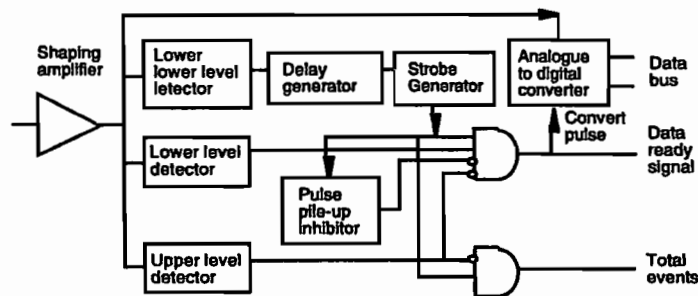 Shaping
amplifier
Lower
lower level
letector
Delay
generator
Strobe
Generator
Analogue
to digital
converter
Data
bus
Convert
pulse
Data
ready
signal
Lower level
detector
Pulse
pile-up
inhibitor
Upper level
detector
Total
events